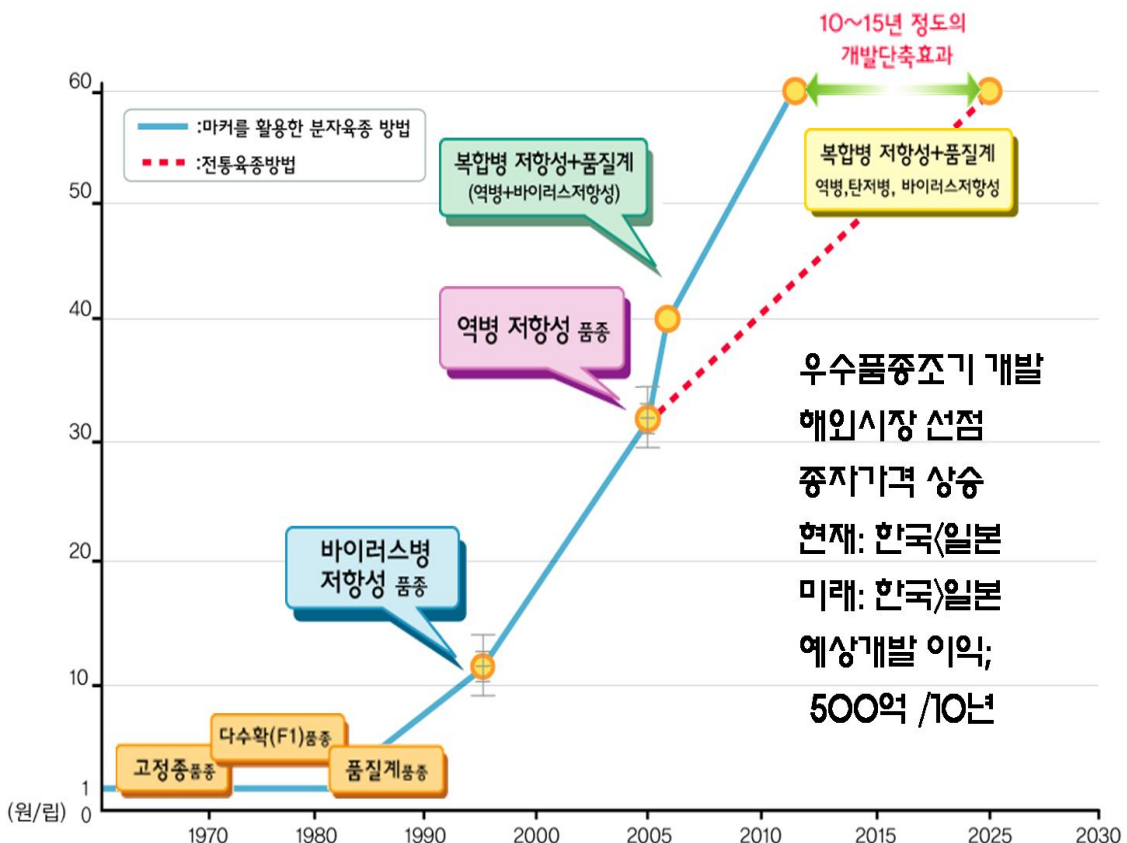 10~15년 정도의
개발단축효과
60
50
40
30
20
10
1
0
(원/립)
:마커를 활용한 분자육종 방법
:전통육종방법
복합병 저항성+품질계
(역병+바이러스저항성)
복합병 저항성+품질계
역병,탄저병, 바이러스저항성
역병 저항성 품종
바이러스병
저항성 품종
다수확(F1)품종
고정종품종
품질계품종
우수품종조기 개발
해외시장 선점
종자가격 상승
현재: 한국<일본
미래: 한국>일본
예상개발 이익;
500억 /10년
1970 1980 1990 2000 2005 2010 2015 2025 2030